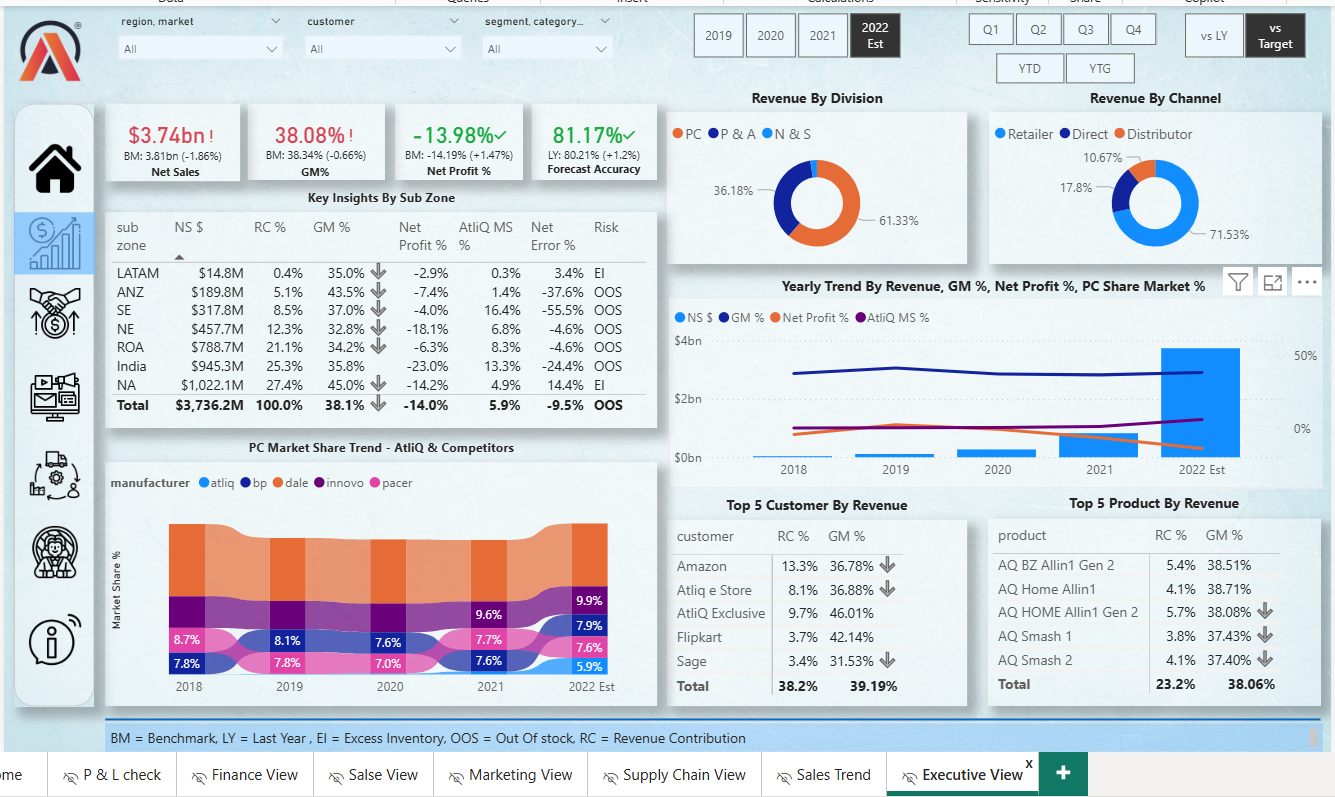 Data Queries Insert Calculations Sensitivity Share Copilot
region, market
All
customer
All
segment, category...
All
2019
2020
2021
2022
Est
Q1
Q2
Q3
Q4
YTD
YTG
vs LY
vs
Target
$3.74bn !
BM: 3.81bn (-1.86%)
Net Sales
38.08% !
BM: 38.34% (-0.66%)
GM%
-13.98%✓
BM: -14.19% (+1.47%)
Net Profit %
81.17%✓
LY: 80.21% (+1.2%)
Forecast Accuracy
Revenue By Division
PC P & A N & S
36.18%
61.33%
Revenue By Channel
Retailer Direct Distributor
10.67%
17.8%
71.53%
Key Insights By Sub Zone
sub NS $ RC % GM % Net AtliQ MS Net Risk
zone Profit % % Error %
LATAM $14.8M 0.4% 35.0% -2.9% 0.3% 3.4% EI
ANZ $189.8M 5.1% 43.5% -7.4% 1.4% -37.6% OOS
SE $317.8M 8.5% 37.0% -4.0% 16.4% -55.5% OOS
NE $457.7M 12.3% 32.8% -18.1% 6.8% -4.6% OOS
ROA $788.7M 21.1% 34.2% -6.3% 8.3% -4.6% OOS
India $945.3M 25.3% 35.8% -23.0% 13.3% -24.4% OOS
NA $1,022.1M 27.4% 45.0% -14.2% 4.9% 14.4% EI
Total $3,736.2M 100.0% 38.1% -14.0% 5.9% -9.5% OOS
Yearly Trend By Revenue, GM %, Net Profit %, PC Share Market %
NS $ GM % Net Profit % AtliQ MS %
$4bn
$2bn
$0bn
50%
0%
2018 2019 2020 2021 2022 Est
PC Market Share Trend - AtliQ & Competitors
manufacturer atliq bp dale innovo pacer
Market Share %
8.7%
7.8%
8.1%
7.8%
7.6%
7.0%
9.6%
7.7%
7.6%
9.9%
7.9%
7.6%
5.9%
2018 2019 2020 2021 2022 Est
Top 5 Customer By Revenue
customer RC % GM %
Amazon 13.3% 36.78%
Atliq e Store 8.1% 36.88%
AtliQ Exclusive 9.7% 46.01%
Flipkart 3.7% 42.14%
Sage 3.4% 31.53%
Total 38.2% 39.19%
Top 5 Product By Revenue
product RC % GM %
AQ BZ Allin1 Gen 2 5.4% 38.51%
AQ Home Allin1 4.1% 38.71%
AQ HOME Allin1 Gen 2 5.7% 38.08%
AQ Smash 1 3.8% 37.43%
AQ Smash 2 4.1% 37.40%
Total 23.2% 38.06%
BM = Benchmark, LY = Last Year , EI = Excess Inventory, OOS = Out Of stock, RC = Revenue Contribution
ome
P & L check
Finance View
Salse View
Marketing View
Supply Chain View
Sales Trend
Executive View
x
+